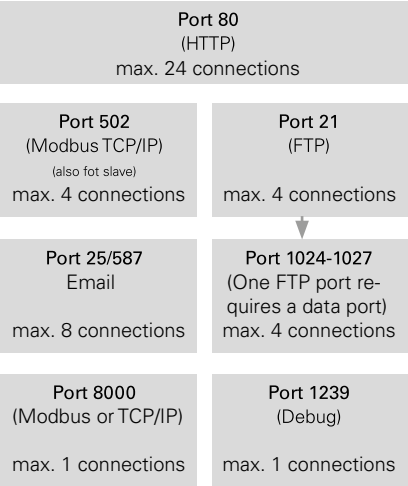 Port 80
(HTTP)
max. 24 connections
Port 502
(Modbus TCP/IP)
(also fot slave)
max. 4 connections
Port 21
(FTP)
max. 4 connections
Port 25/587
Email
max. 8 connections
Port 1024-1027
(One FTP port re-
quires a data port)
max. 4 connections
Port 8000
(Modbus or TCP/IP)
max. 1 connections
Port 1239
(Debug)
max. 1 connections